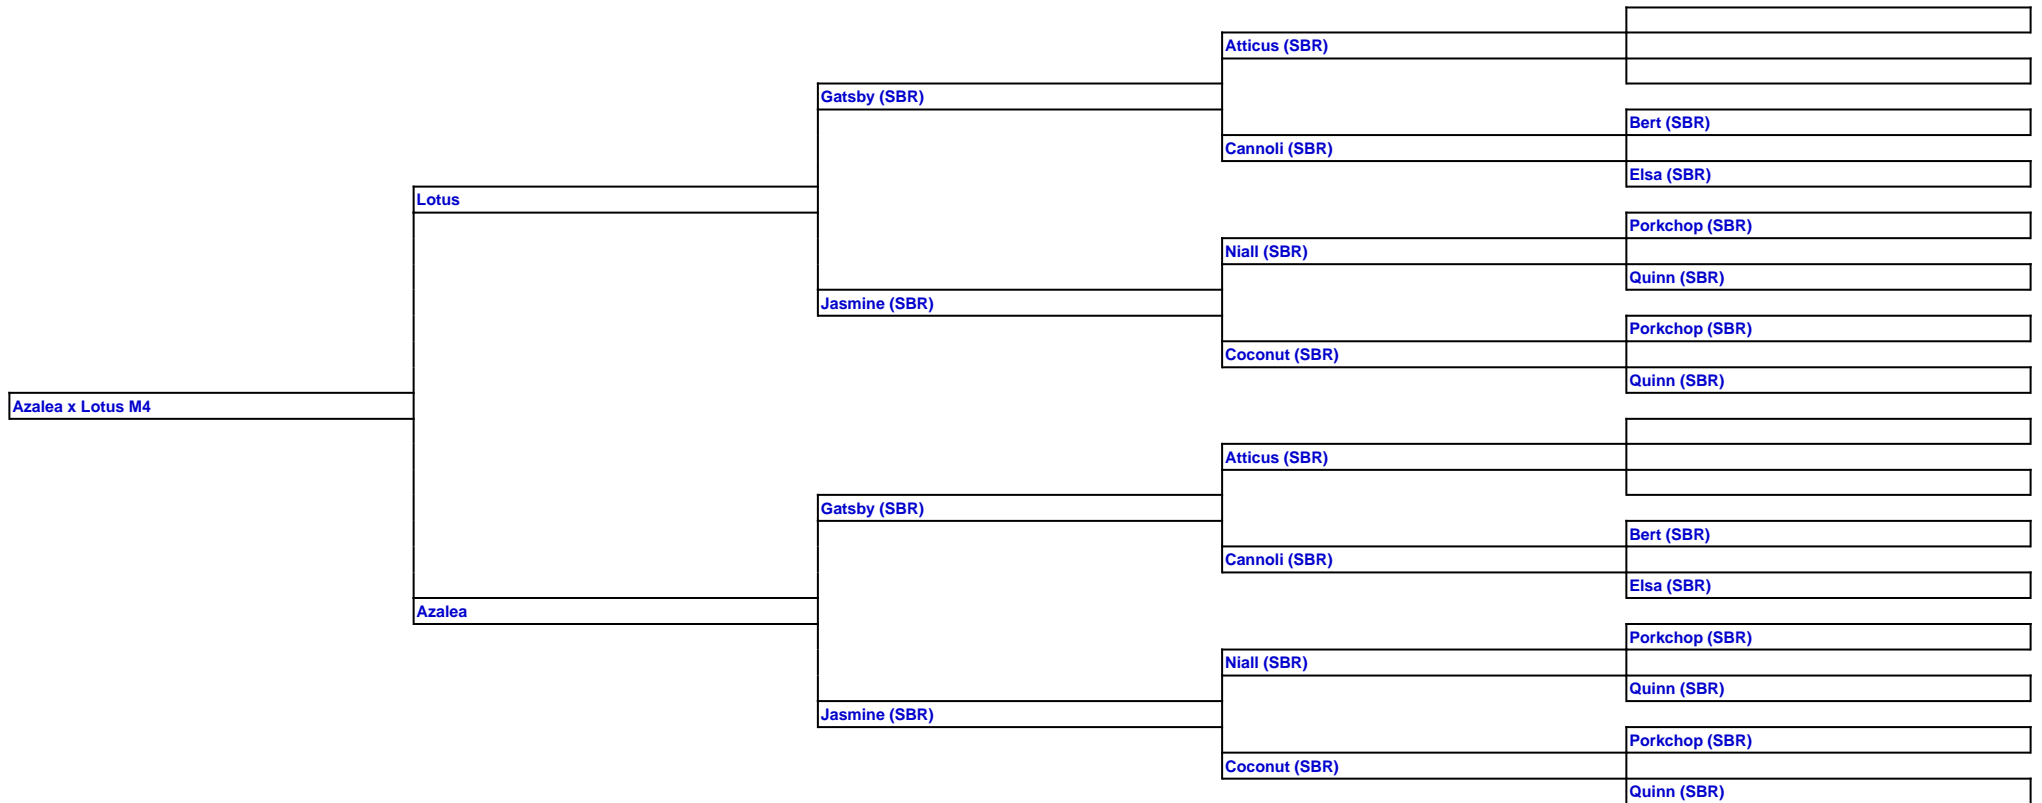 Atticus (SBR)
Gatsby (SBR)
Bert (SBR)
Cannoli (SBR)
Elsa (SBR)
Lotus
Porkchop (SBR)
Niall (SBR)
Quinn (SBR)
Jasmine (SBR)
Porkchop (SBR)
Coconut (SBR)
Quinn (SBR)
Azalea x Lotus M4
Atticus (SBR)
Gatsby (SBR)
Bert (SBR)
Cannoli (SBR)
Elsa (SBR)
Azalea
Porkchop (SBR)
Niall (SBR)
Quinn (SBR)
Jasmine (SBR)
Porkchop (SBR)
Coconut (SBR)
Quinn (SBR)